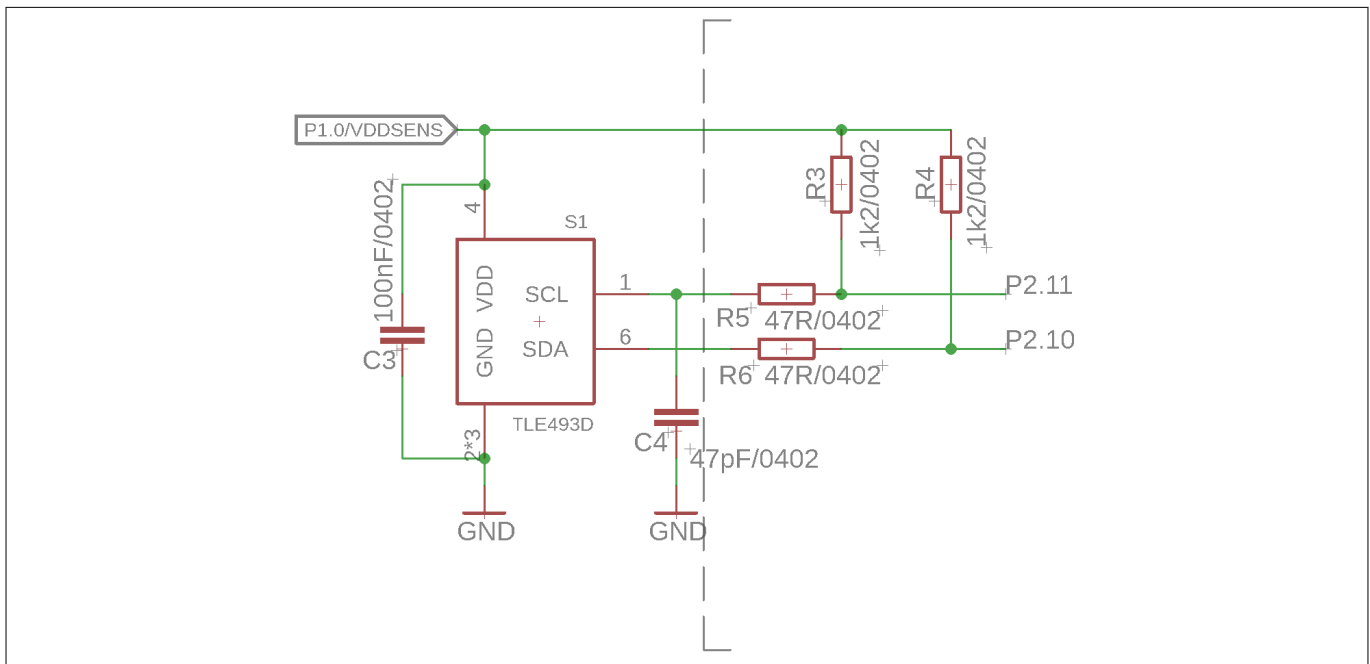 P1.0/VDDSENS
100nF/0402
C3
4
S1
VDD
GND
SCL
SDA
1
6
2*3
TLE493D
GND
C4
47pF/0402
GND
R3
1k2/0402
R4
1k2/0402
R5
47R/0402
R6
47R/0402
P2.11
P2.10